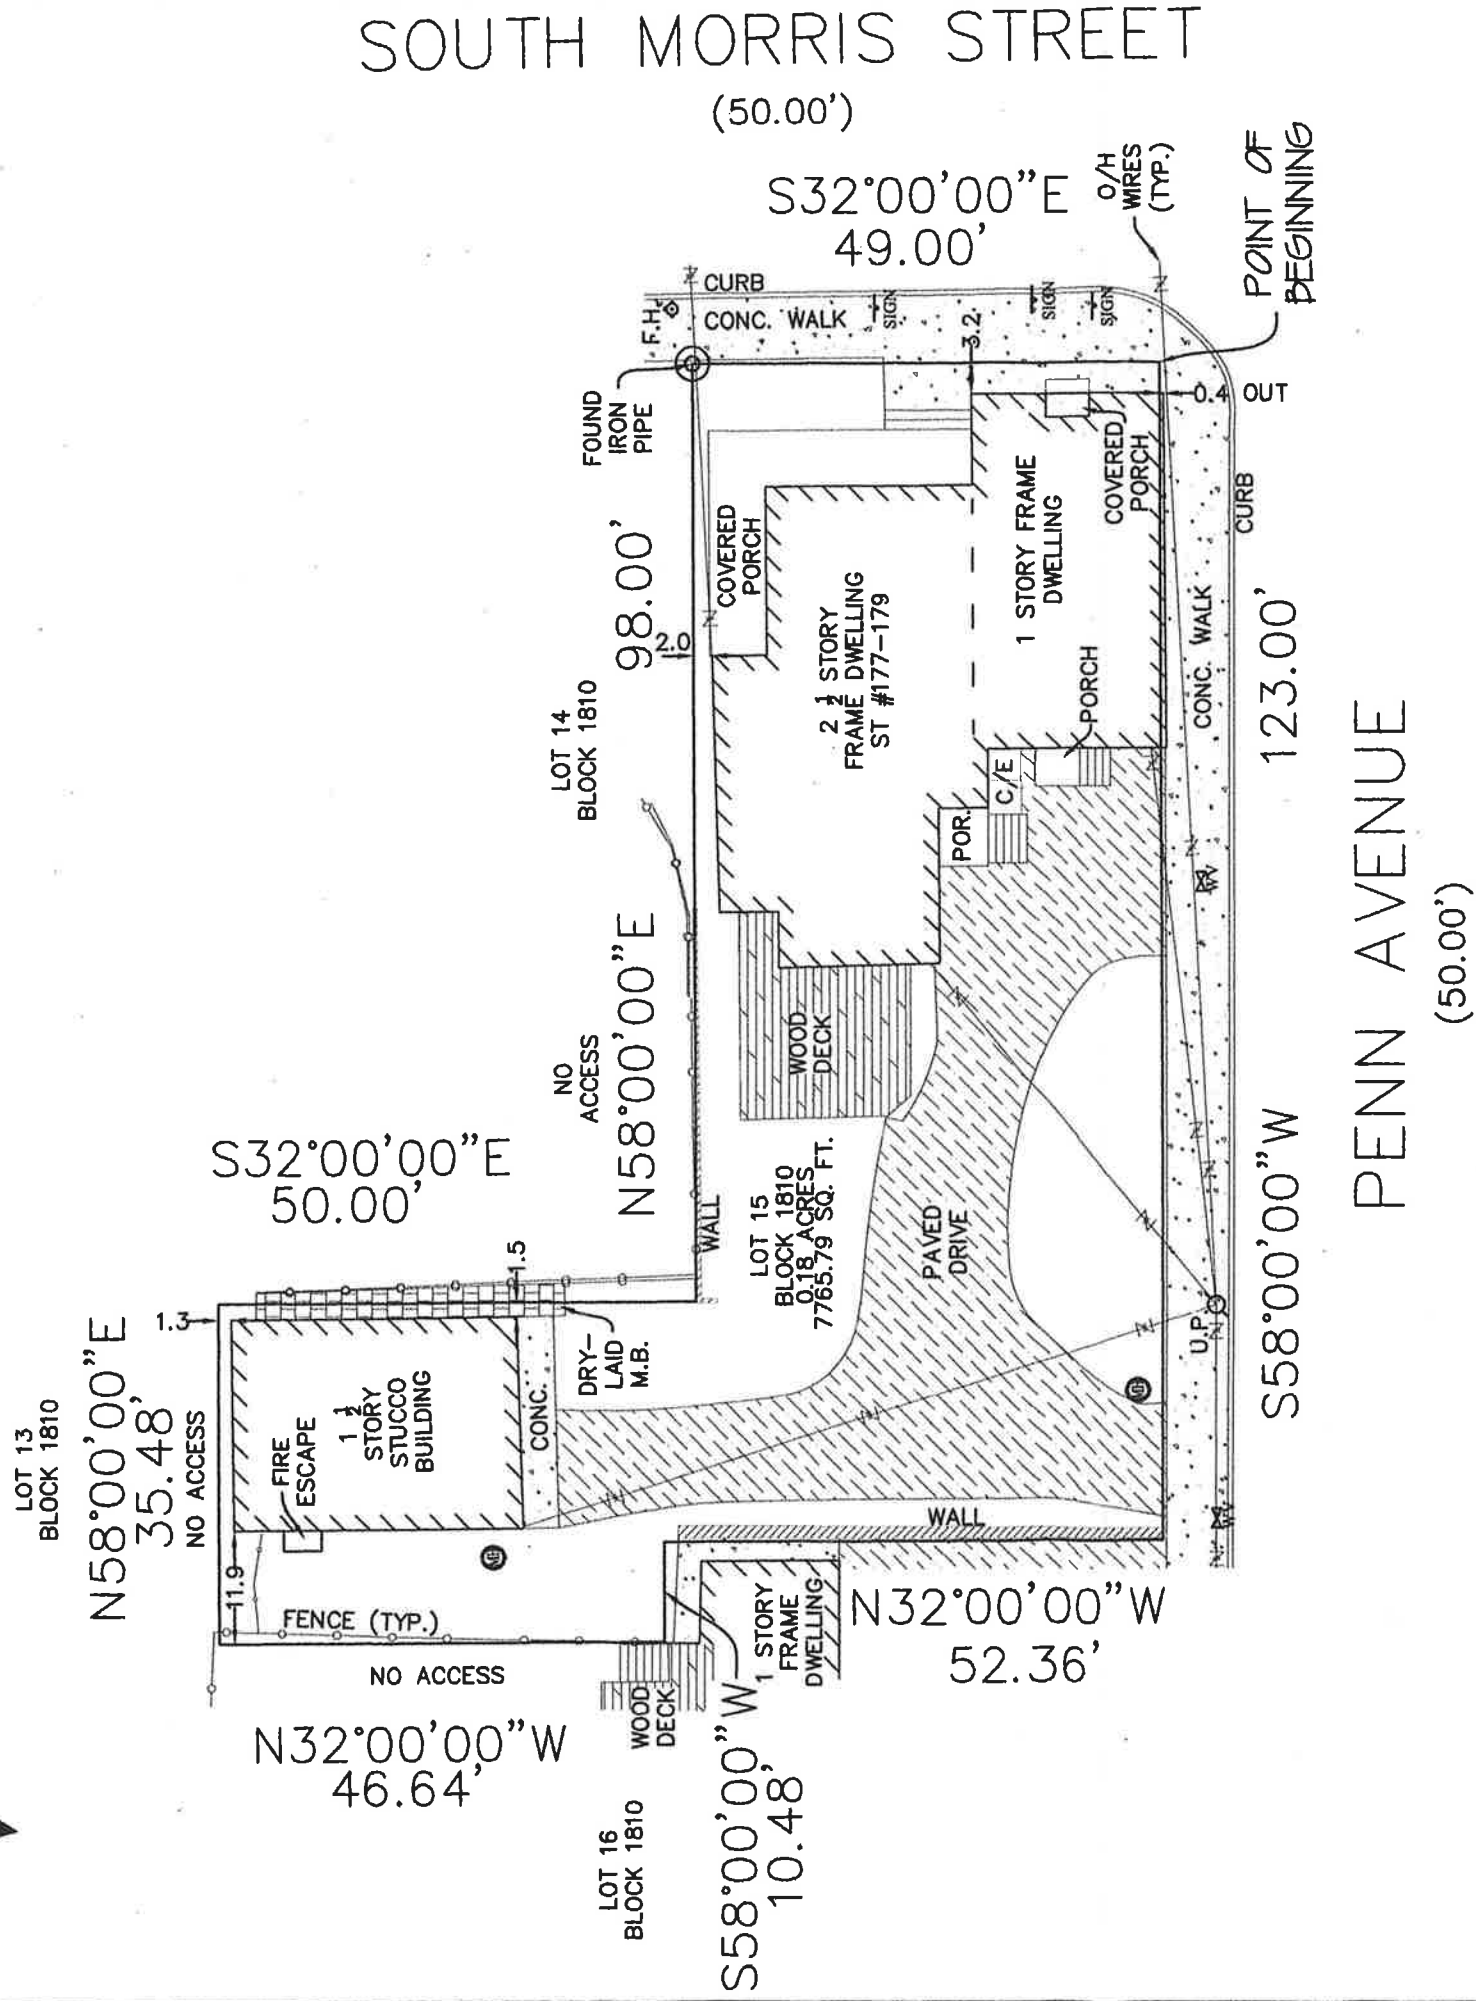 SOUTH MORRIS STREET
(50.00')
S32°00'00"E
49.00'
O/H
WIRES
(TYP.)
POINT OF
BEGINNING
CURB
CONC. WALK
F.H.
SIGN
SIGN
SIGN
3.2
0.4 OUT
FOUND
IRON
PIPE
COVERED
PORCH
COVERED
PORCH
1 STORY FRAME
DWELLING
CURB
98.00'
2.0
2 1/2 STORY
FRAME DWELLING
ST #177-179
PORCH
CONC. WALK
123.00'
LOT 14
BLOCK 1810
C/E
POR.
WV
PENN AVENUE
(50.00')
N58°00'00"E
NO
ACCESS
WOOD
DECK
S32°00'00"E
50.00'
WALL
LOT 15
BLOCK 1810
0.18 ACRES
7765.79 SQ. FT.
PAVED
DRIVE
S58°00'00"W
U.P.
1.5
1.3
LOT 13
BLOCK 1810
N58°00'00"E
35.48'
NO ACCESS
FIRE
ESCAPE
1 1/2
STORY
STUCCO
BUILDING
CONC.
DRY-
LAID
M.B.
MH
MH
WALL
WV
11.9
FENCE (TYP.)
NO ACCESS
1 STORY
FRAME
DWELLING
N32°00'00"W
52.36'
WOOD
DECK
N32°00'00"W
46.64'
S58°00'00"W
10.48'
LOT 16
BLOCK 1810